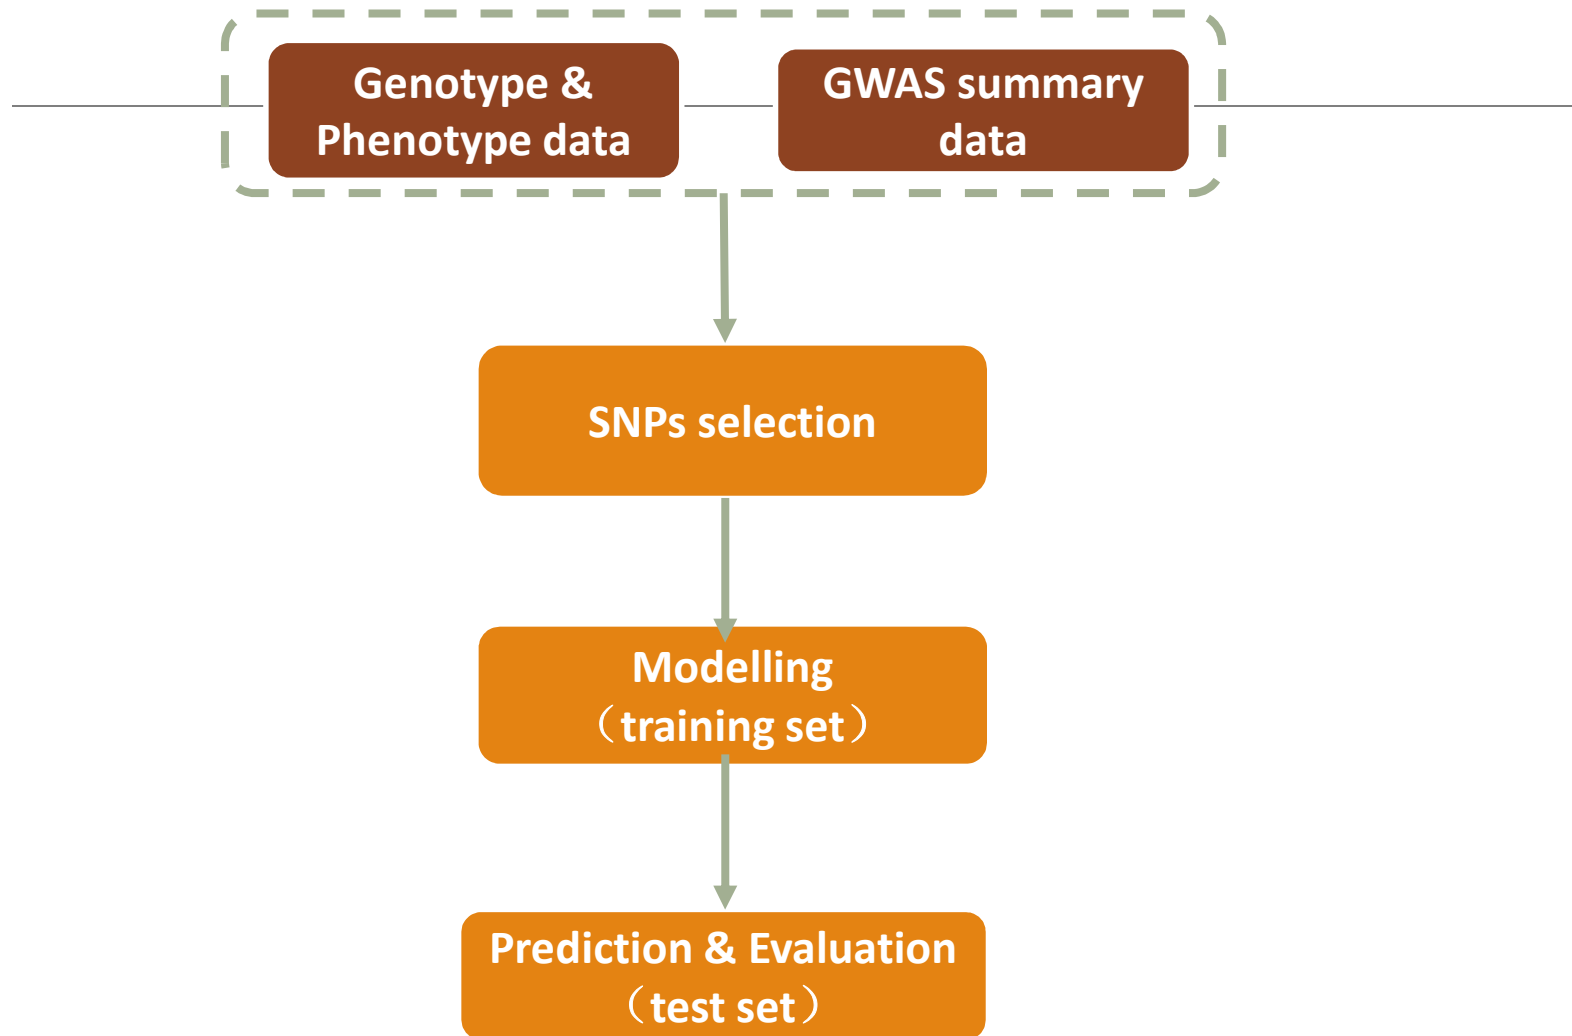 Genotype &
Phenotype data
GWAS summary
data
SNPs selection
Modelling
（training set）
Prediction & Evaluation
（test set）